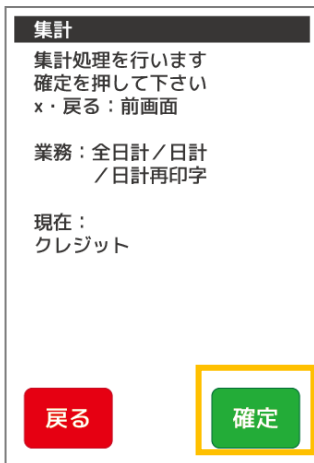 集計
集計処理を行います
確定を押して下さい
x・戻る：前画面
業務：全日計／日計
／日計再印字
現在：
クレジット
戻る
確定